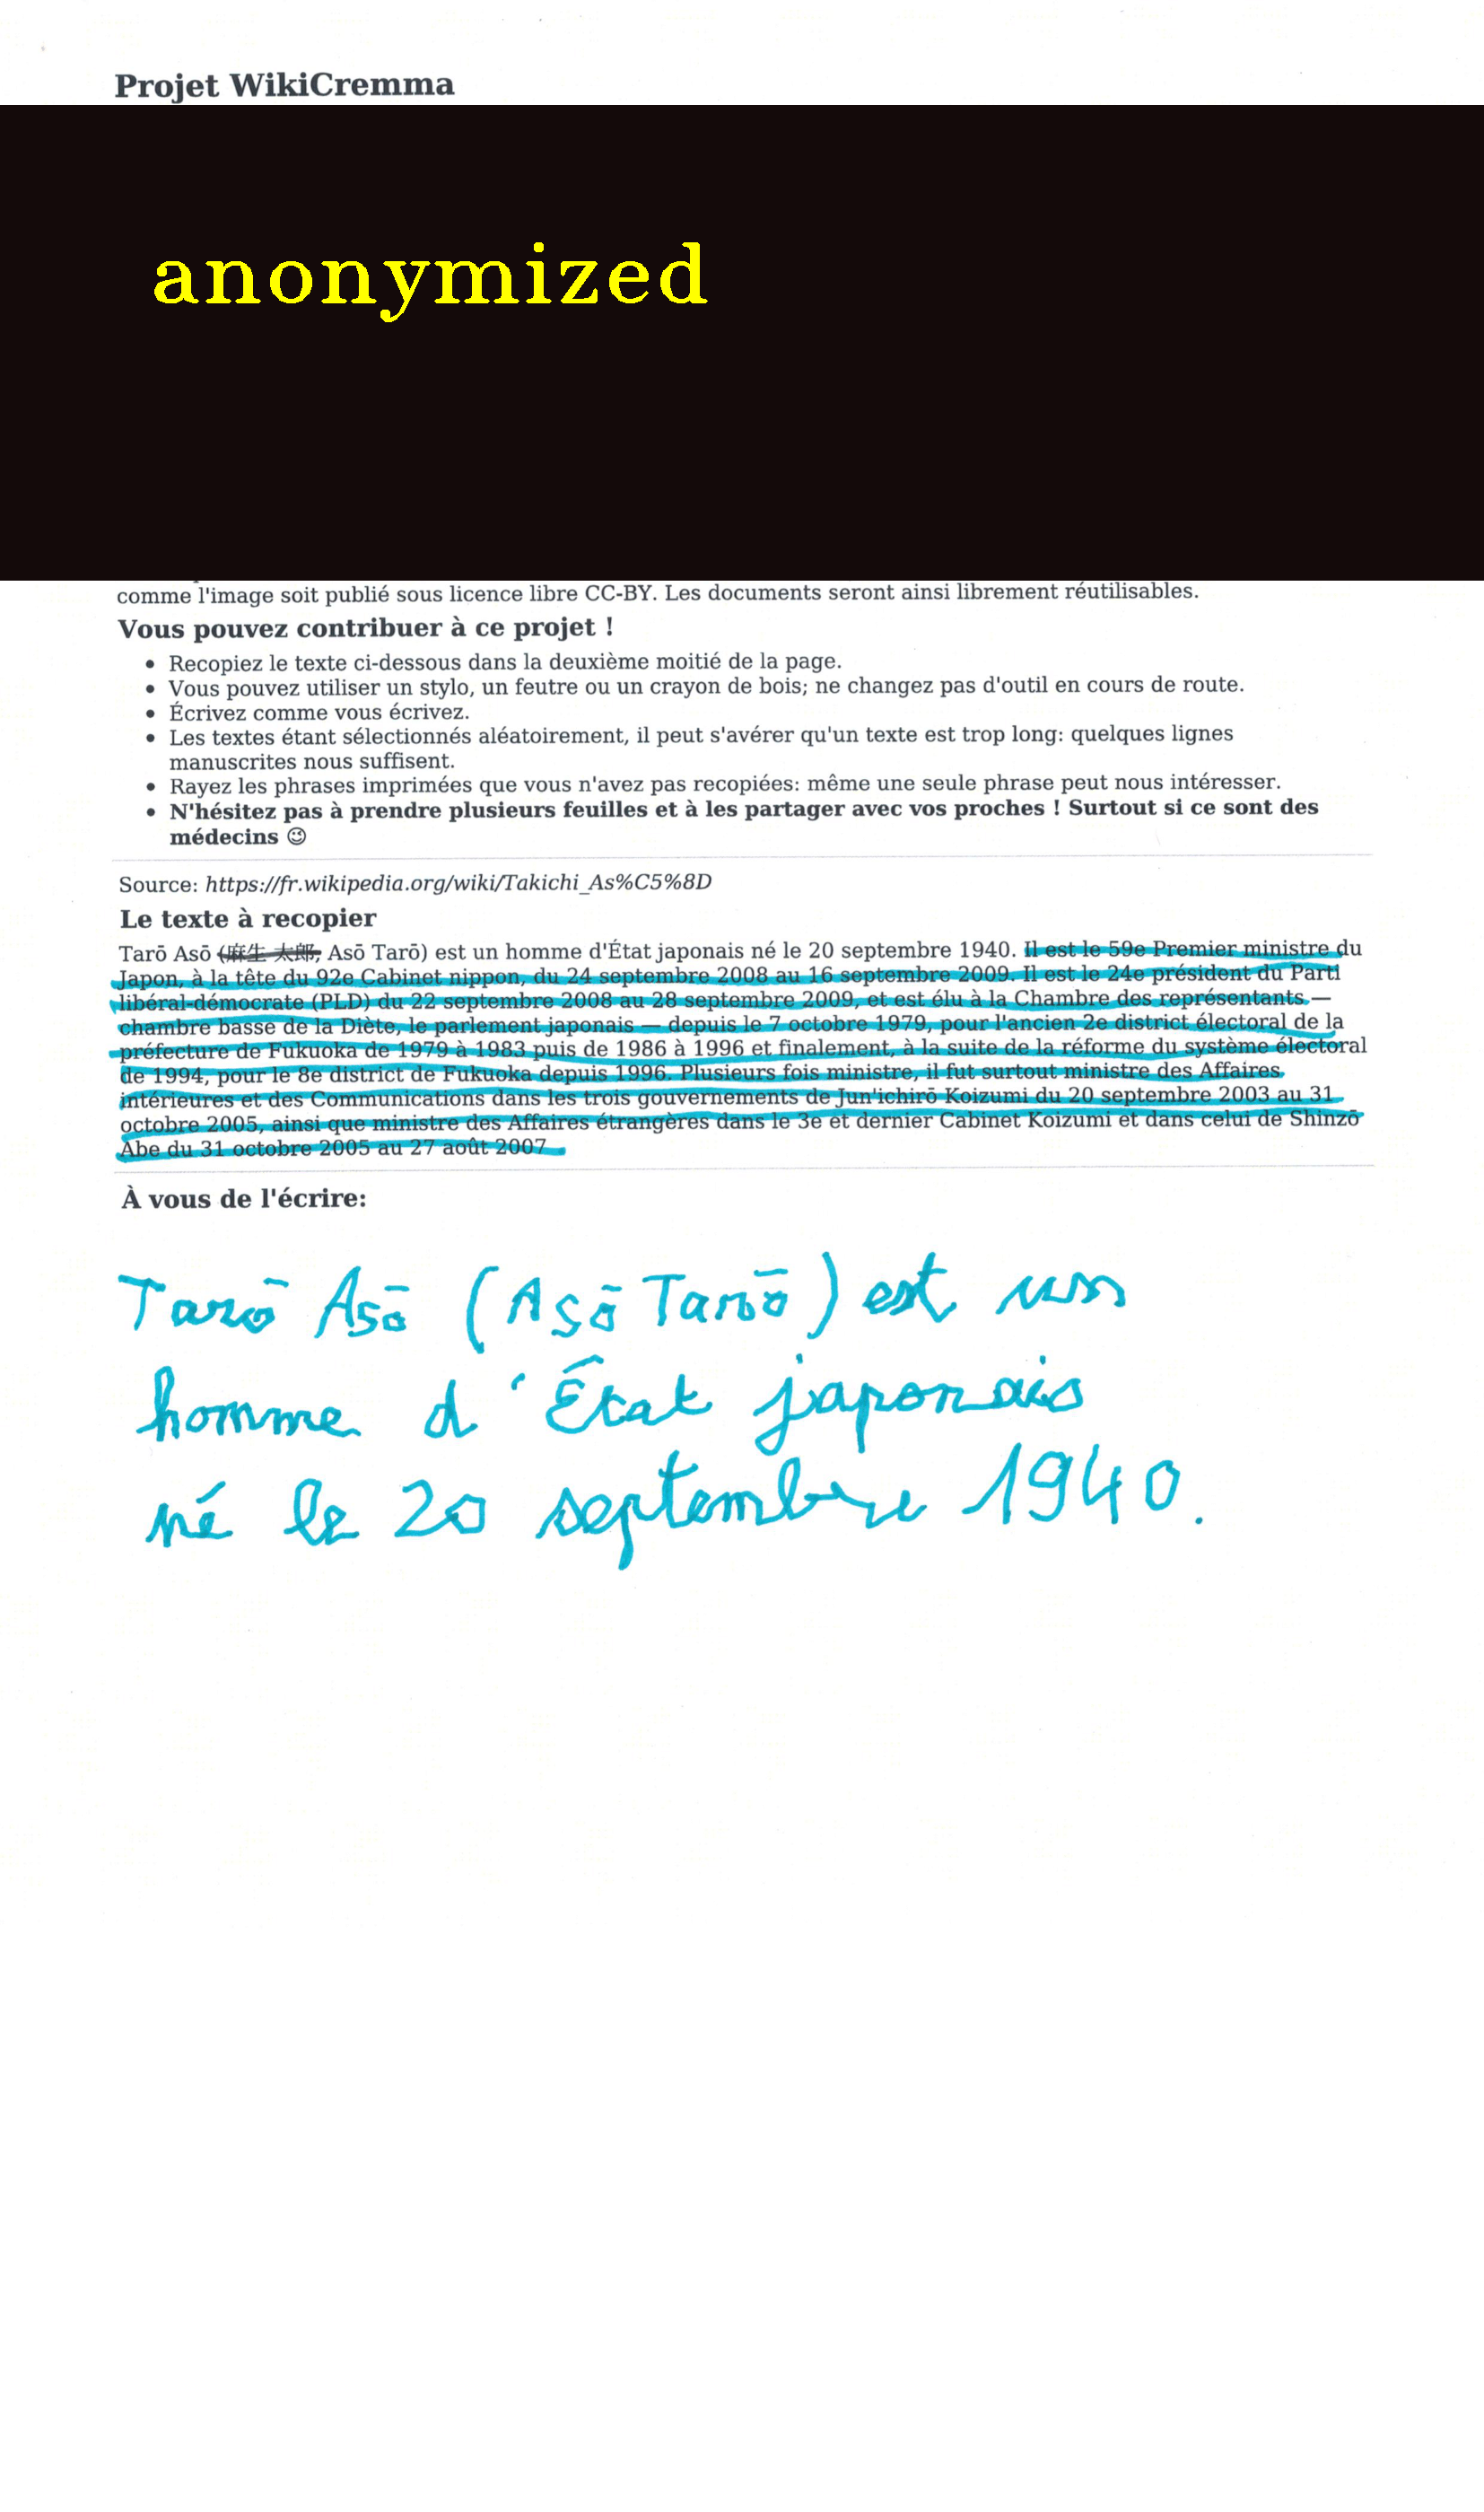 Projet WikiCremma
anonymized
comme l'image soit publié sous licence libre CC-BY. Les documents seront ainsi librement réutilisables.
Vous pouvez contribuer à ce projet !
• Recopiez le texte ci-dessous dans la deuxième moitié de la page.
• Vous pouvez utiliser un stylo, un feutre ou un crayon de bois; ne changez pas d'outil en cours de route.
• Écrivez comme vous écrivez.
• Les textes étant sélectionnés aléatoirement, il peut s'avérer qu'un texte est trop long: quelques lignes
manuscrites nous suffisent.
• Rayez les phrases imprimées que vous n'avez pas recopiées: même une seule phrase peut nous intéresser.
• N'hésitez pas à prendre plusieurs feuilles et à les partager avec vos proches ! Surtout si ce sont des
médecins 😉
Source: https://fr.wikipedia.org/wiki/Takichi_As%C5%8D
Le texte à recopier
Tarō Asō (麻生 太郎, Asō Tarō) est un homme d'État japonais né le 20 septembre 1940. Il est le 59e Premier ministre du
Japon, à la tête du 92e Cabinet nippon, du 24 septembre 2008 au 16 septembre 2009. Il est le 24e président du Parti
libéral-démocrate (PLD) du 22 septembre 2008 au 28 septembre 2009, et est élu à la Chambre des représentants —
chambre basse de la Diète, le parlement japonais — depuis le 7 octobre 1979, pour l'ancien 2e district électoral de la
préfecture de Fukuoka de 1979 à 1983 puis de 1986 à 1996 et finalement, à la suite de la réforme du système électoral
de 1994, pour le 8e district de Fukuoka depuis 1996. Plusieurs fois ministre, il fut surtout ministre des Affaires
intérieures et des Communications dans les trois gouvernements de Jun'ichirō Koizumi du 20 septembre 2003 au 31
octobre 2005, ainsi que ministre des Affaires étrangères dans le 3e et dernier Cabinet Koizumi et dans celui de Shinzō
Abe du 31 octobre 2005 au 27 août 2007.
À vous de l'écrire:
Tarō Asō (Asō Tarō) est un
homme d'État japonais
né le 20 septembre 1940.